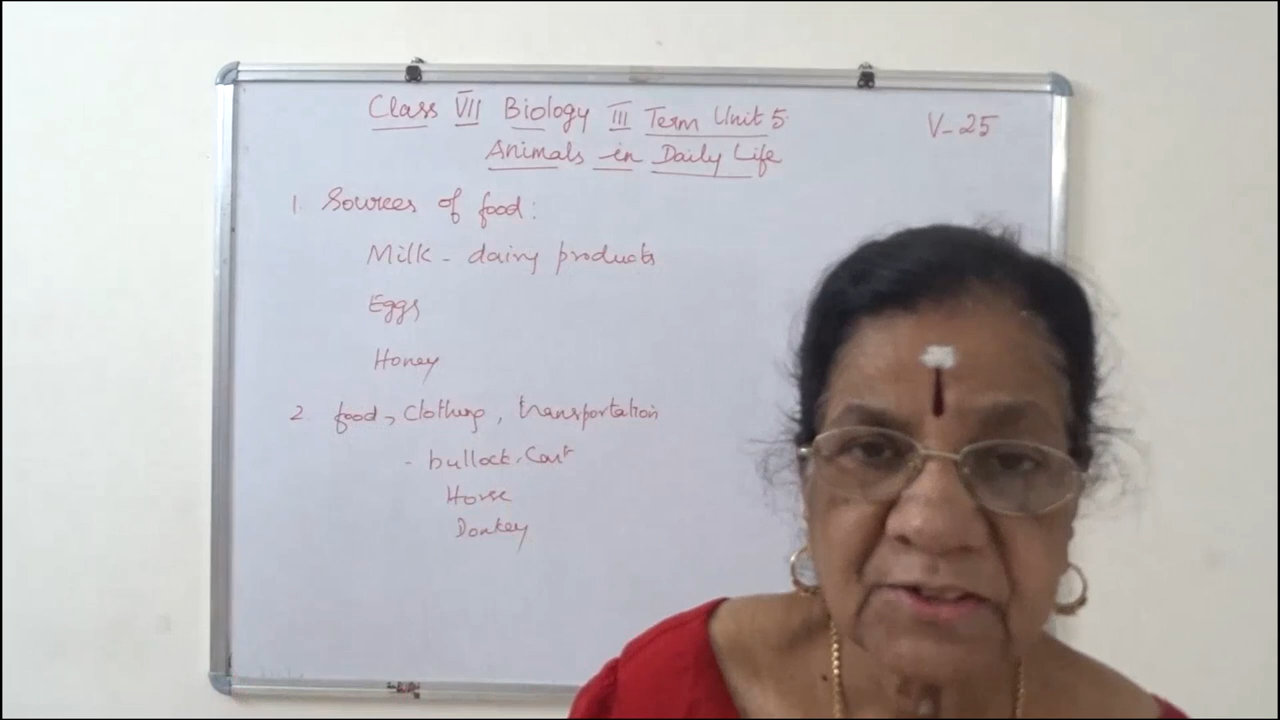 Class VII Biology III Term Unit 5
V-25
Animals in Daily Life
1. Sources of food:
Milk - dairy products
Eggs
Honey
2. food, Clothing, transportation
- bullock cart
Horse
Donkey